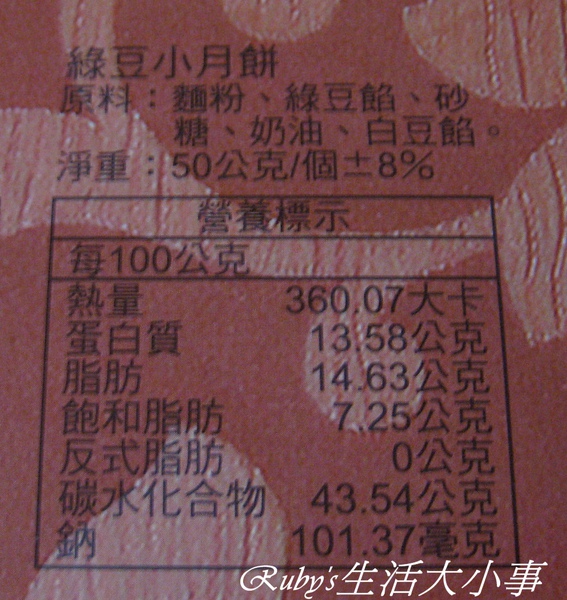 綠豆小月餅
原料：麵粉、綠豆餡、砂
糖、奶油、白豆餡。
淨重：50公克/個±8%
營養標示
每100公克
熱量 360.07大卡
蛋白質 13.58公克
脂肪 14.63公克
飽和脂肪 7.25公克
反式脂肪 0公克
碳水化合物 43.54公克
鈉 101.37毫克
Ruby's生活大小事